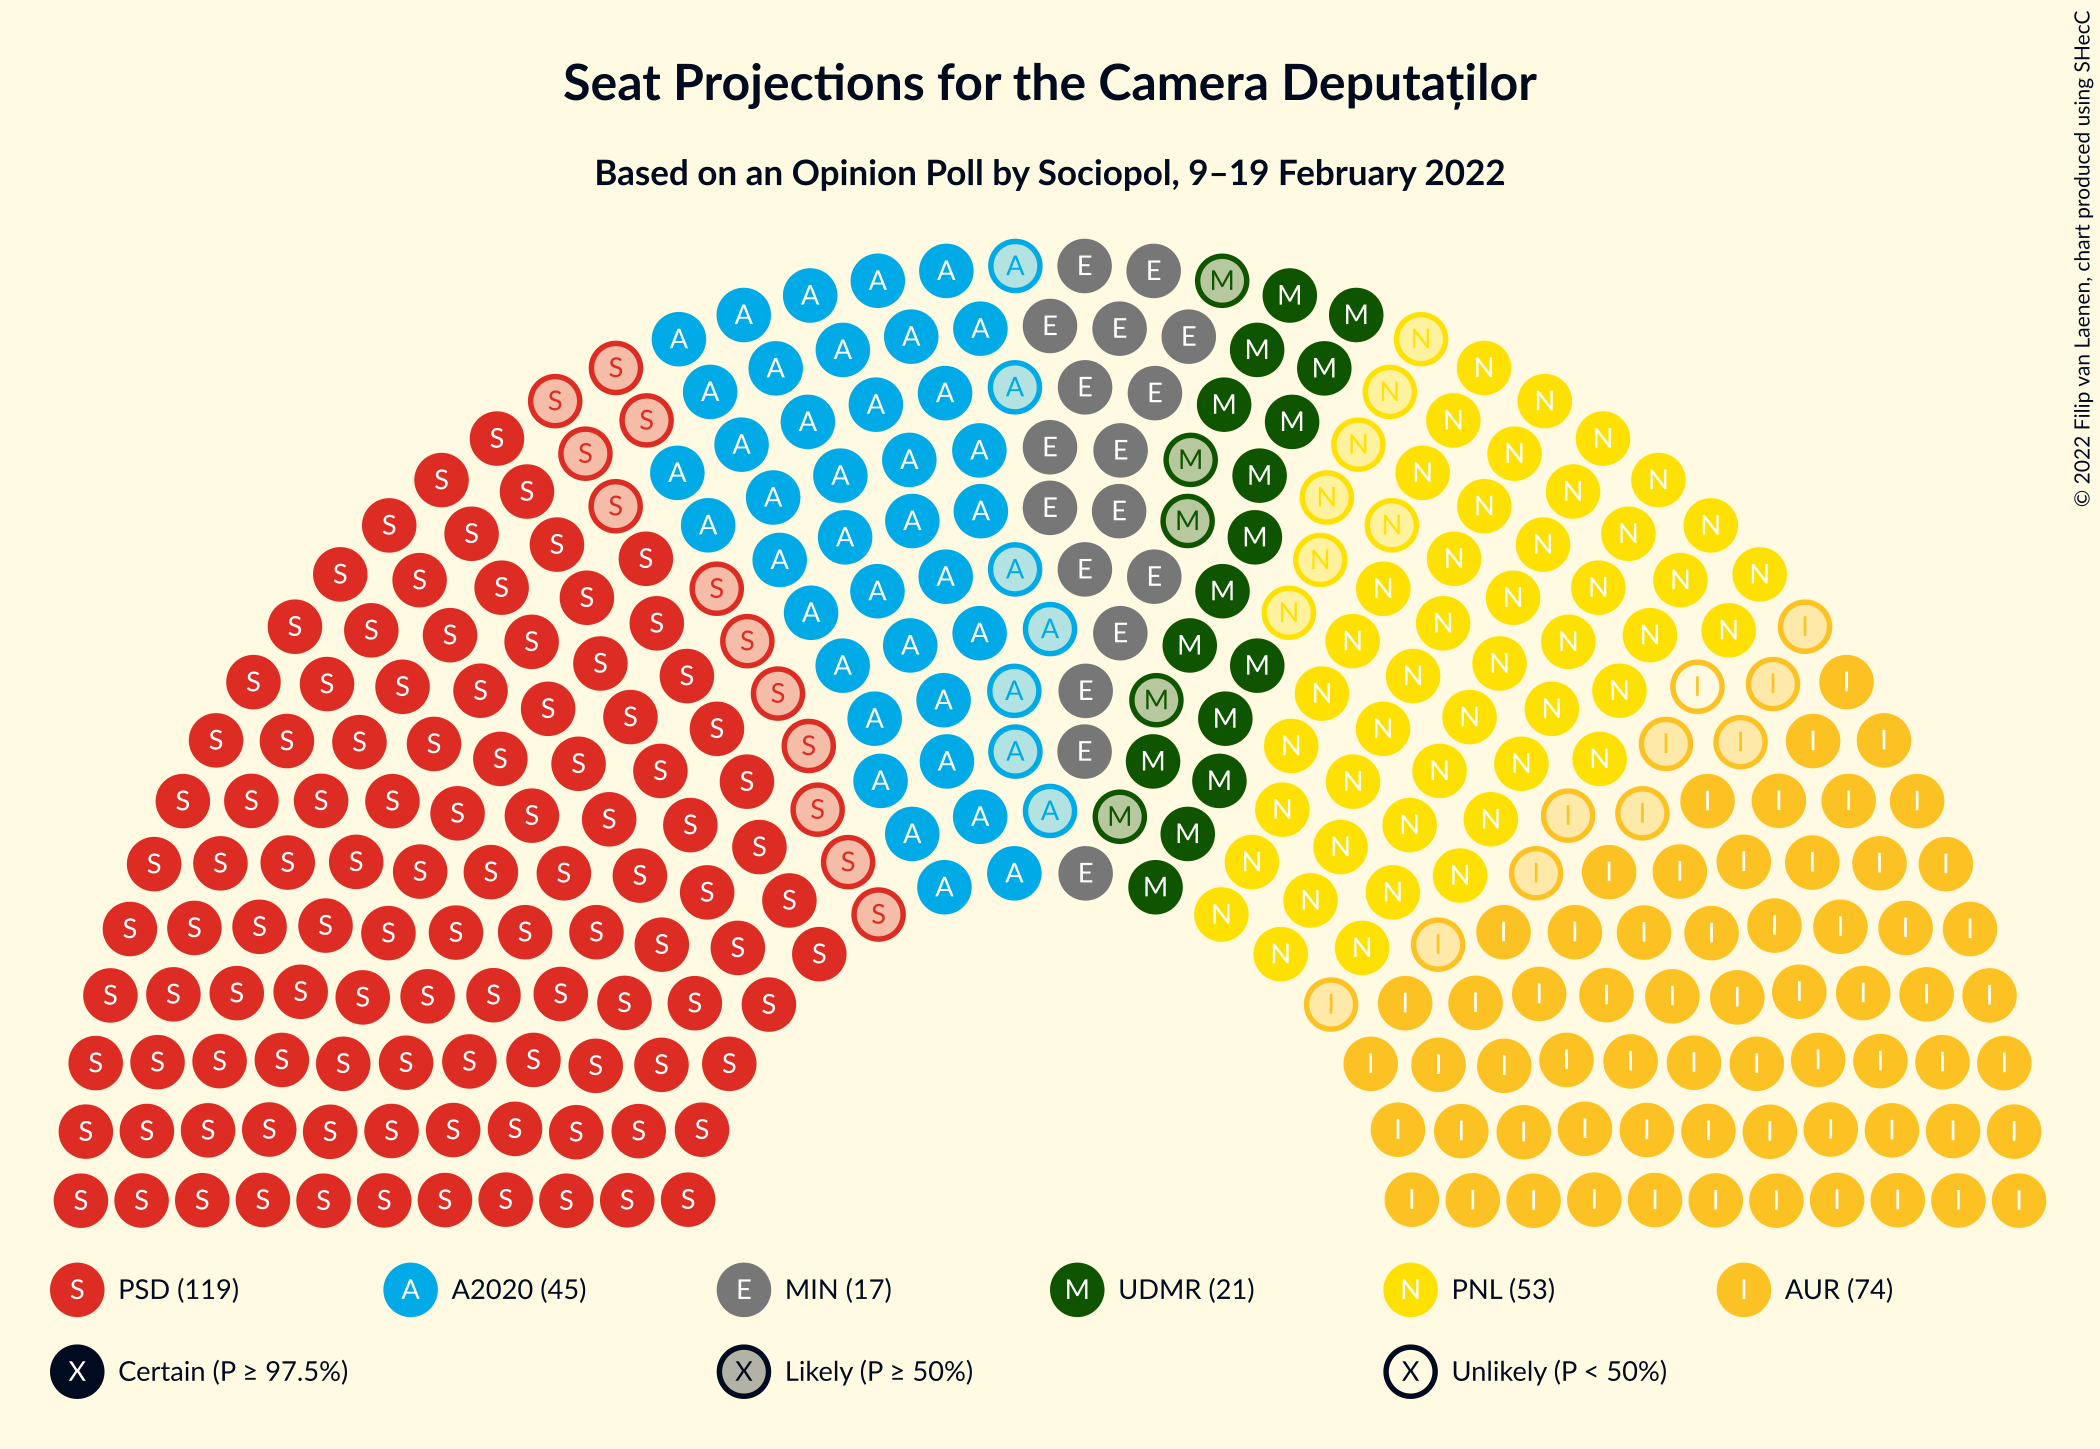 Seat Projections for the Camera Deputaților
Based on an Opinion Poll by Sociopol, 9–19 February 2022
© 2022 Filip van Laenen, chart produced using SHecC
S PSD (119) A A2020 (45) E MIN (17) M UDMR (21) N PNL (53) I AUR (74)
X Certain (P ≥ 97.5%) X Likely (P ≥ 50%) X Unlikely (P < 50%)